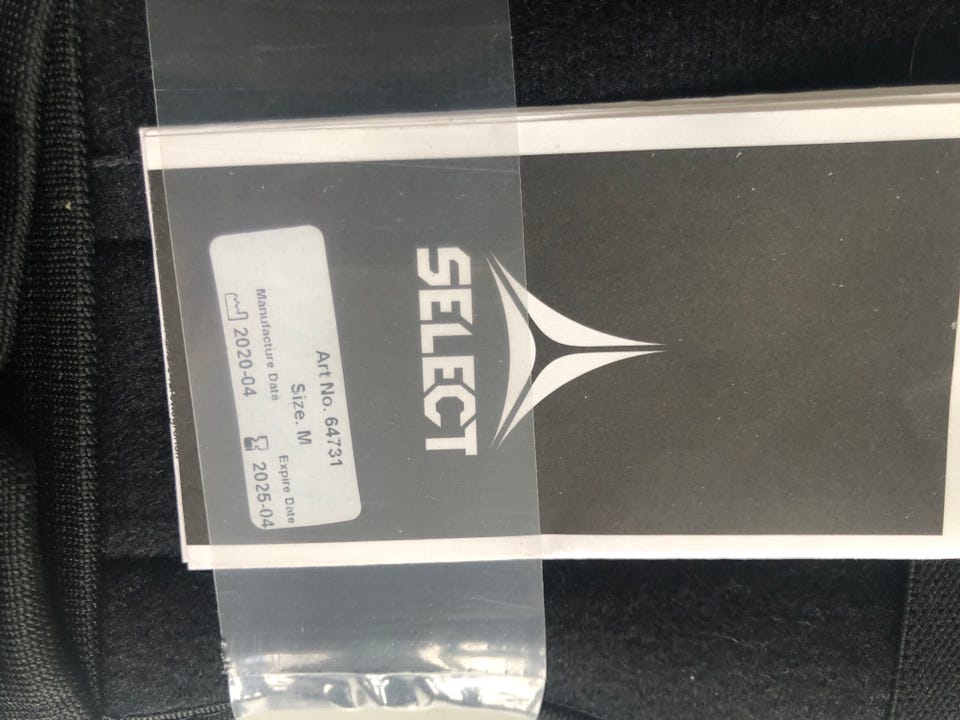 SELECT
Art No. 64731
Size. M
Manufacture Date Expire Date
2020-04 2025-04